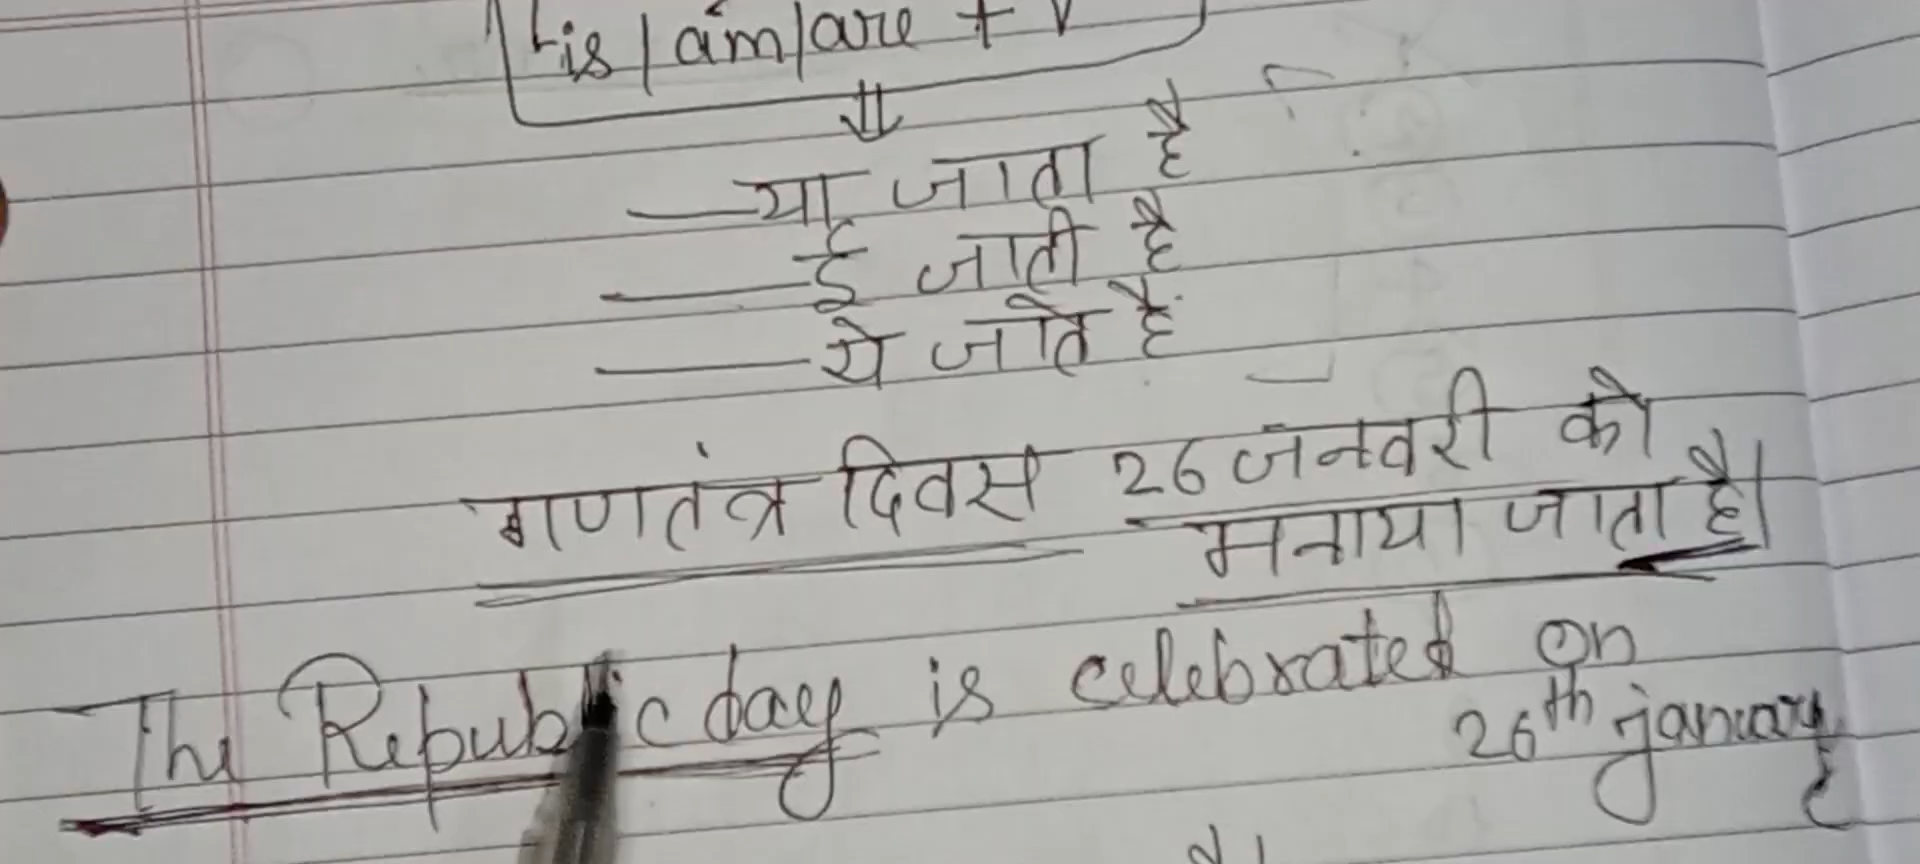 is/am/are + V
या जाता है
ई जाती है
ये जाते हैं
गणतंत्र दिवस 26 जनवरी को
मनाया जाता है।
The Republic day is celebrated on
26th january